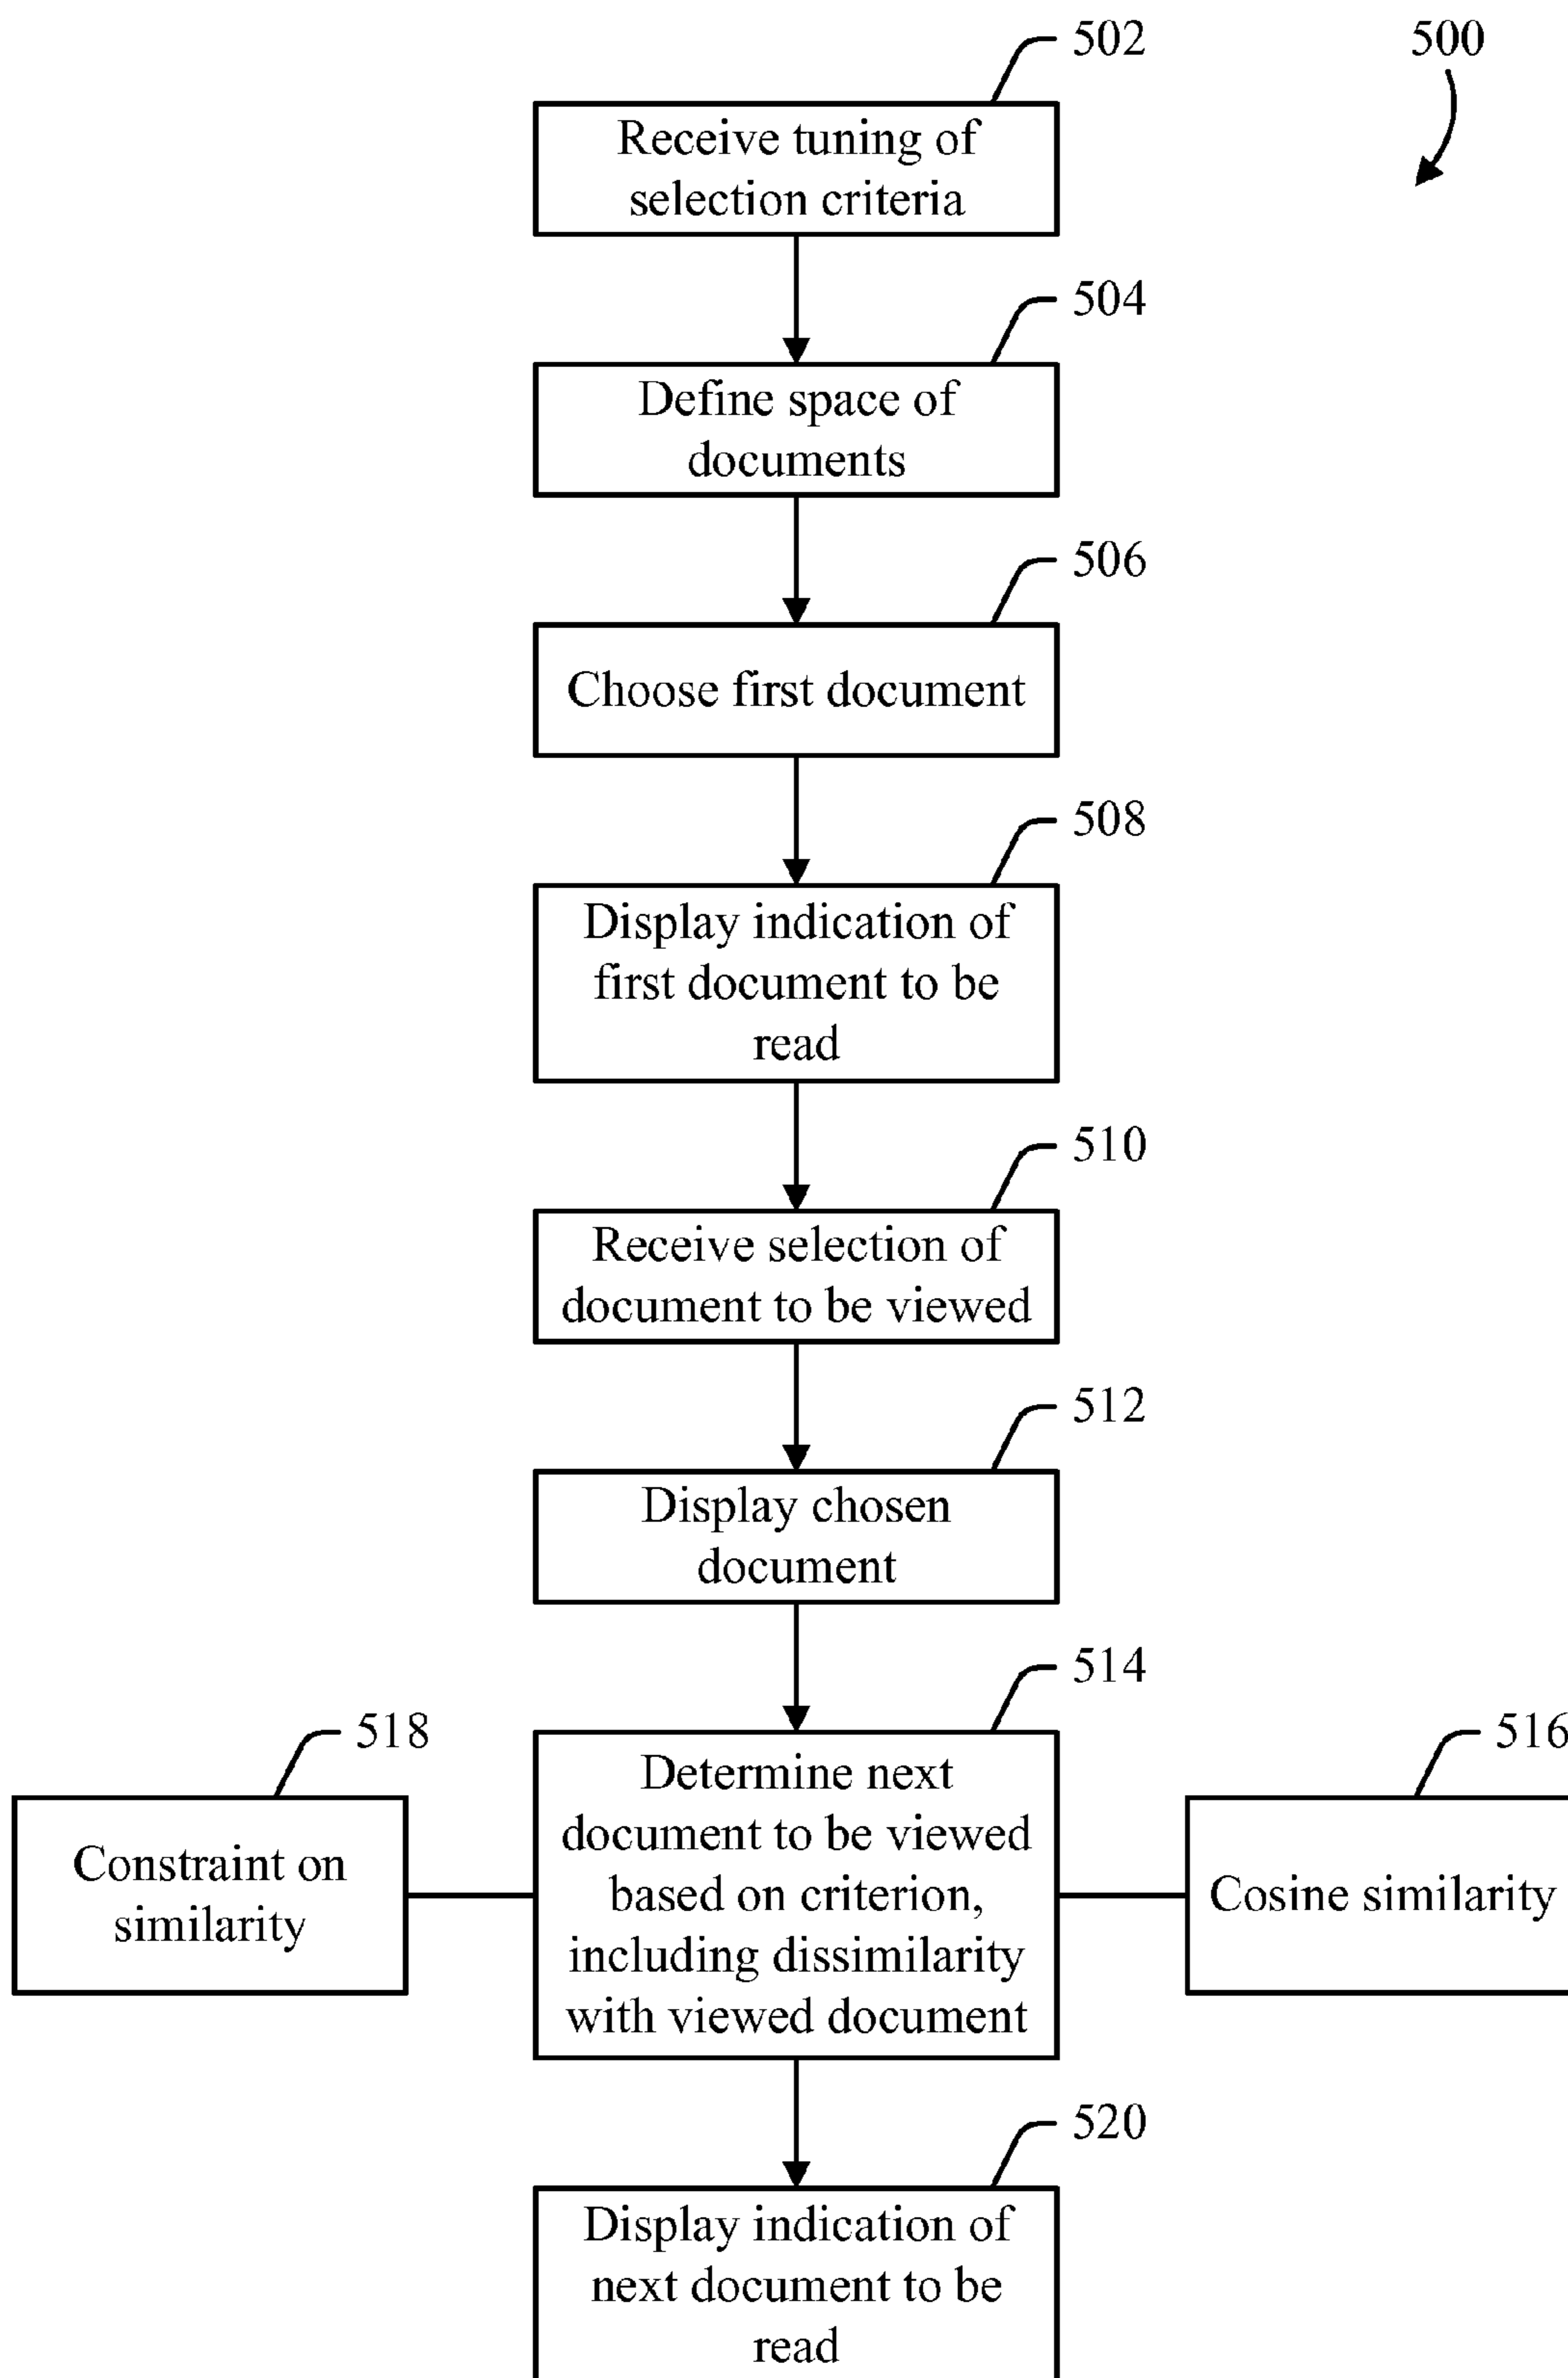 502
500
Receive tuning of
selection criteria
504
Define space of
documents
506
Choose first document
508
Display indication of
first document to be
read
510
Receive selection of
document to be viewed
512
Display chosen
document
514
518
516
Determine next
document to be viewed
based on criterion,
including dissimilarity
with viewed document
Constraint on
similarity
Cosine similarity
520
Display indication of
next document to be
read